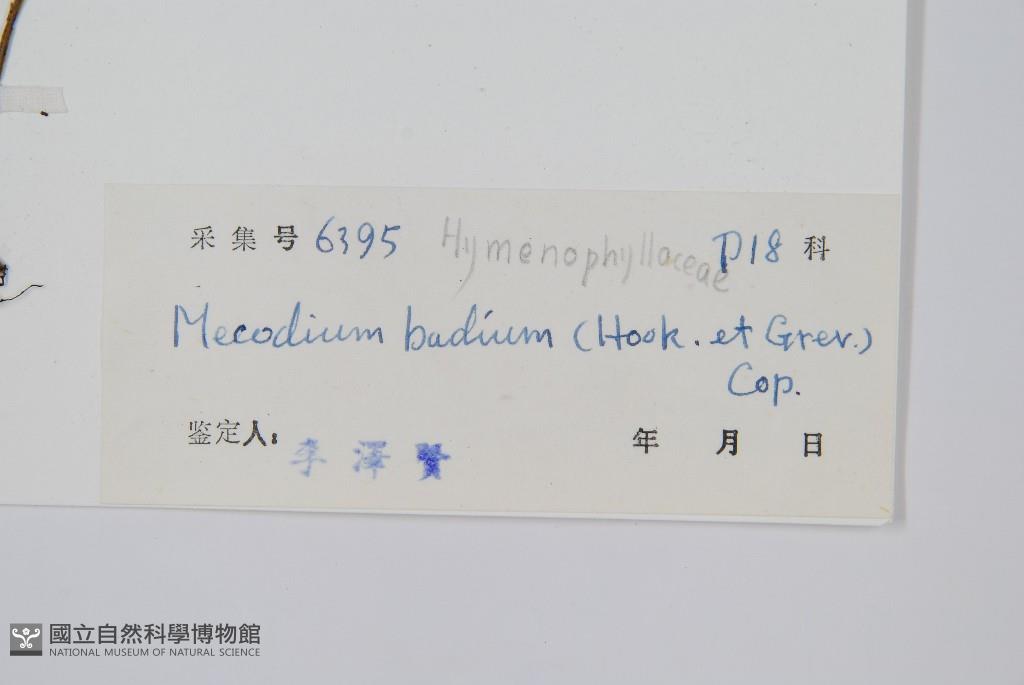 采集号 6395 Hymenophyllaceae P18 科
Mecodium badium (Hook. et Grev.)
Cop.
鉴定人: 李澤賢 年 月 日
國立自然科學博物館
NATIONAL MUSEUM OF NATURAL SCIENCE